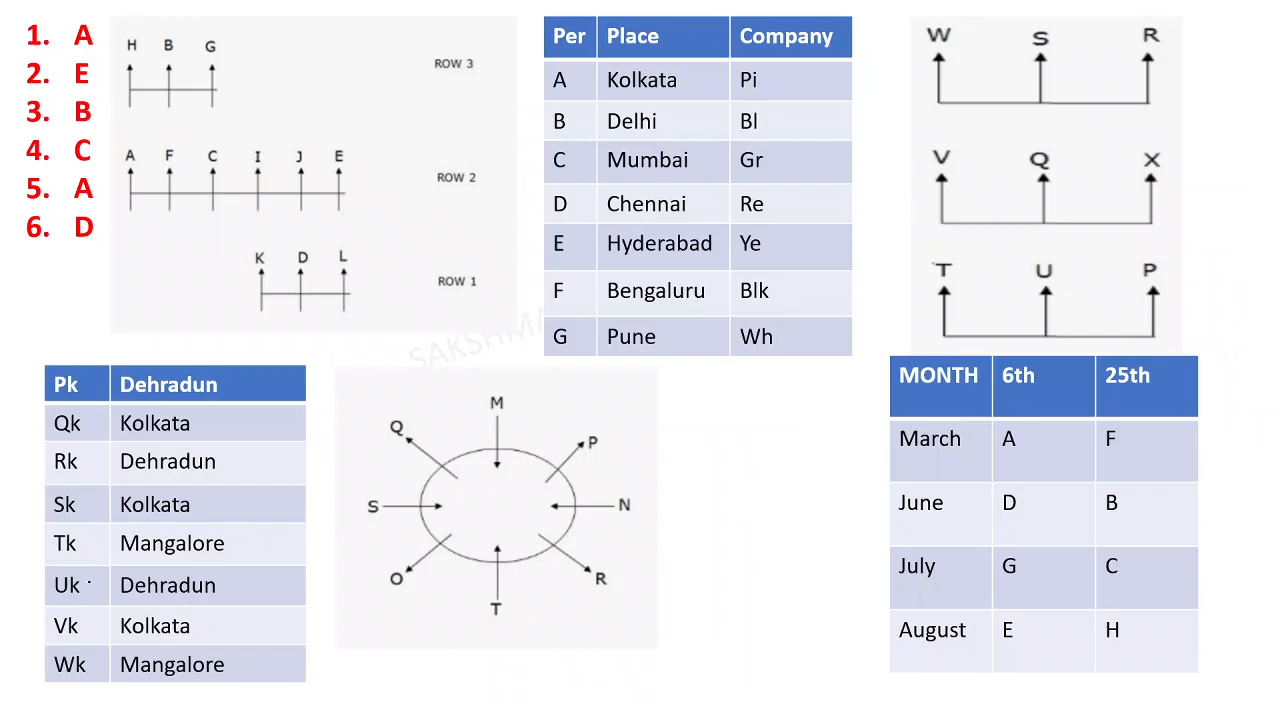 1. A
2. E
3. B
4. C
5. A
6. D
H B G
ROW 3
A F C I J E
ROW 2
K D L
ROW 1
Per Place Company
A Kolkata Pi
B Delhi Bl
C Mumbai Gr
D Chennai Re
E Hyderabad Ye
F Bengaluru Blk
G Pune Wh
W S R
V Q X
T U P
Pk Dehradun
Qk Kolkata
Rk Dehradun
Sk Kolkata
Tk Mangalore
Uk Dehradun
Vk Kolkata
Wk Mangalore
M
Q P
S N
O R
T
MONTH 6th 25th
March A F
June D B
July G C
August E H